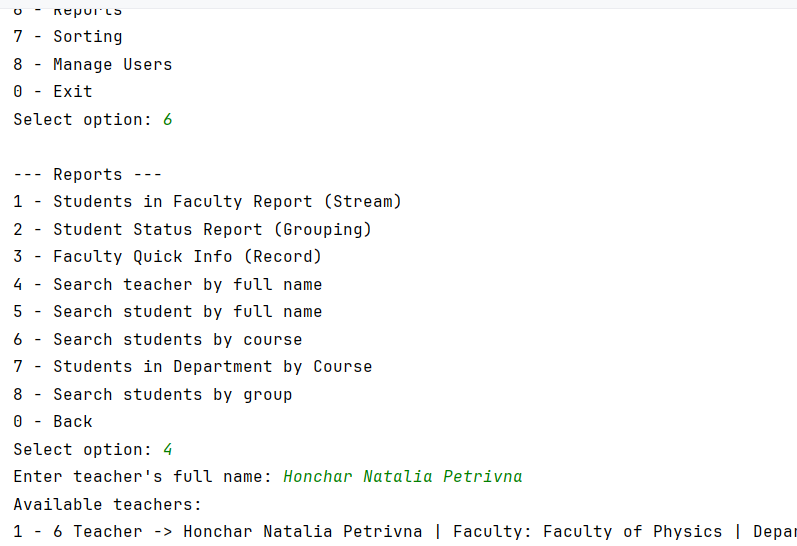 6 - Reports
7 - Sorting
8 - Manage Users
0 - Exit
Select option: 6
--- Reports ---
1 - Students in Faculty Report (Stream)
2 - Student Status Report (Grouping)
3 - Faculty Quick Info (Record)
4 - Search teacher by full name
5 - Search student by full name
6 - Search students by course
7 - Students in Department by Course
8 - Search students by group
0 - Back
Select option: 4
Enter teacher's full name: Honchar Natalia Petrivna
Available teachers:
1 - 6 Teacher -> Honchar Natalia Petrivna | Faculty: Faculty of Physics |